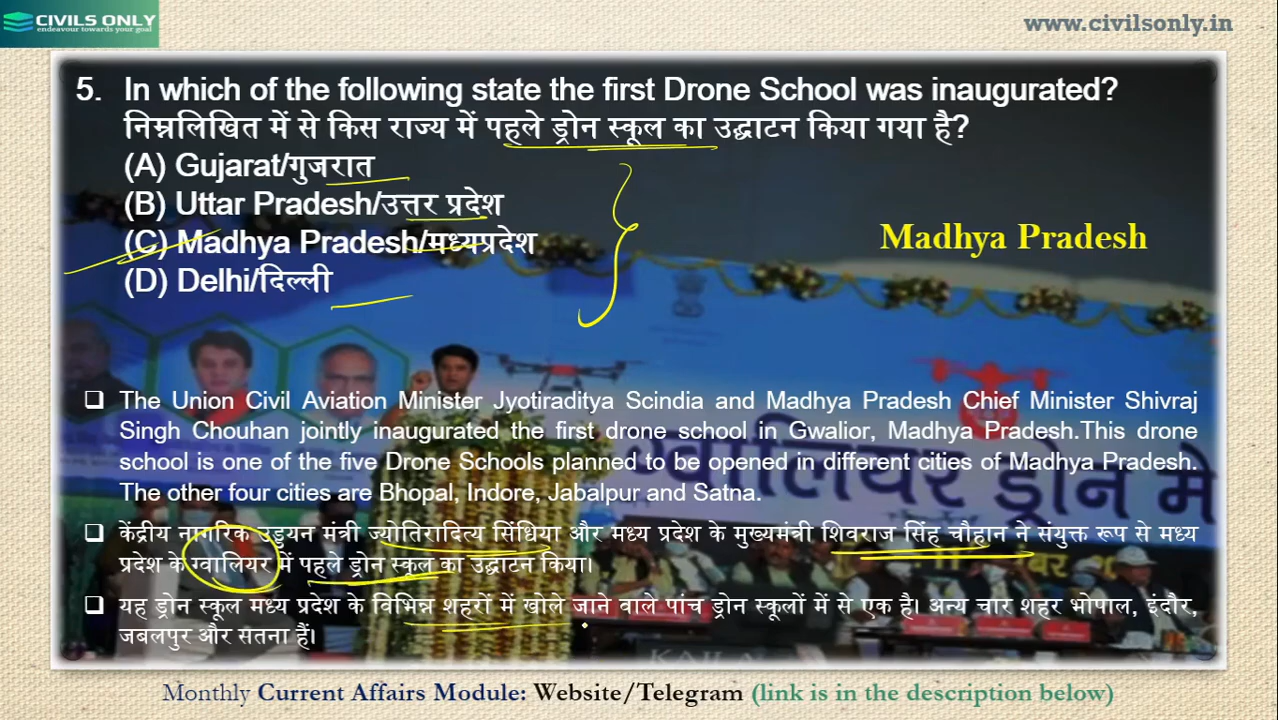 CIVILS ONLY
endeavour towards your goal
www.civilsonly.in
5. In which of the following state the first Drone School was inaugurated?
निम्नलिखित में से किस राज्य में पहले ड्रोन स्कूल का उद्घाटन किया गया है?
(A) Gujarat/गुजरात
(B) Uttar Pradesh/उत्तर प्रदेश
(C) Madhya Pradesh/मध्यप्रदेश
(D) Delhi/दिल्ली
Madhya Pradesh
The Union Civil Aviation Minister Jyotiraditya Scindia and Madhya Pradesh Chief Minister Shivraj
Singh Chouhan jointly inaugurated the first drone school in Gwalior, Madhya Pradesh.This drone
school is one of the five Drone Schools planned to be opened in different cities of Madhya Pradesh.
The other four cities are Bhopal, Indore, Jabalpur and Satna.
ग्वालियर ड्रोन मे
केंद्रीय नागरिक उड्डयन मंत्री ज्योतिरादित्य सिंधिया और मध्य प्रदेश के मुख्यमंत्री शिवराज सिंह चौहान ने संयुक्त रूप से मध्य
प्रदेश के ग्वालियर में पहले ड्रोन स्कूल का उद्घाटन किया।
यह ड्रोन स्कूल मध्य प्रदेश के विभिन्न शहरों में खोले जाने वाले पांच ड्रोन स्कूलों में से एक है। अन्य चार शहर भोपाल, इंदौर,
जबलपुर और सतना हैं।
Monthly Current Affairs Module: Website/Telegram (link is in the description below)